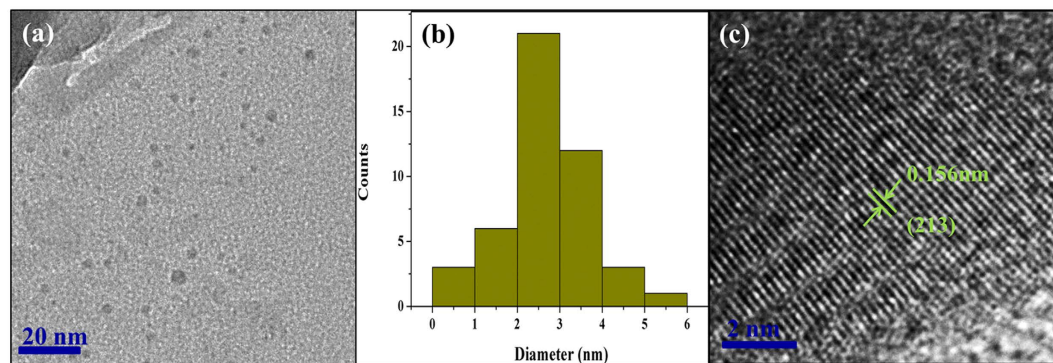 (a)
20 nm
(b)
Counts
20
15
10
5
0
0 1 2 3 4 5 6
Diameter (nm)
(c)
0.156nm
(213)
2 nm